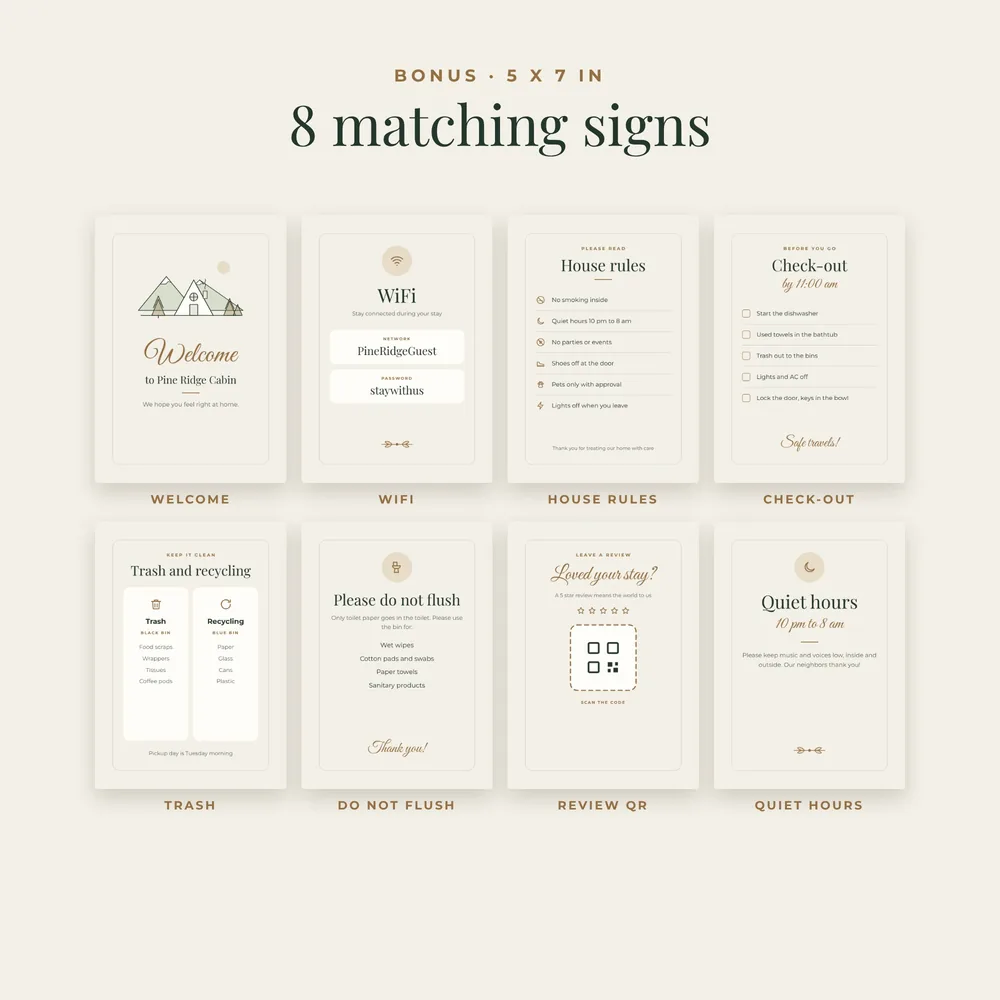 BONUS · 5 X 7 IN
8 matching signs
Welcome
to Pine Ridge Cabin
We hope you feel right at home.
WELCOME
WiFi
Stay connected during your stay
NETWORK
PineRidgeGuest
PASSWORD
staywithus
WIFI
PLEASE READ
House rules
No smoking inside
Quiet hours 10 pm to 8 am
No parties or events
Shoes off at the door
Pets only with approval
Lights off when you leave
Thank you for treating our home with care
HOUSE RULES
BEFORE YOU GO
Check-out
by 11:00 am
Start the dishwasher
Used towels in the bathtub
Trash out to the bins
Lights and AC off
Lock the door, keys in the bowl
Safe travels!
CHECK-OUT
KEEP IT CLEAN
Trash and recycling
Trash
BLACK BIN
Food scraps
Wrappers
Tissues
Coffee pods
Recycling
BLUE BIN
Paper
Glass
Cans
Plastic
Pickup day is Tuesday morning.
TRASH
Please do not flush
Only toilet paper goes in the toilet. Please use
the bin for:
Wet wipes
Cotton pads and swabs
Paper towels
Sanitary products
Thank you!
DO NOT FLUSH
LEAVE A REVIEW
Loved your stay?
A 5 star review means the world to us
SCAN THE CODE
REVIEW QR
Quiet hours
10 pm to 8 am
Please keep music and voices low, inside and
outside. Our neighbors thank you!
QUIET HOURS